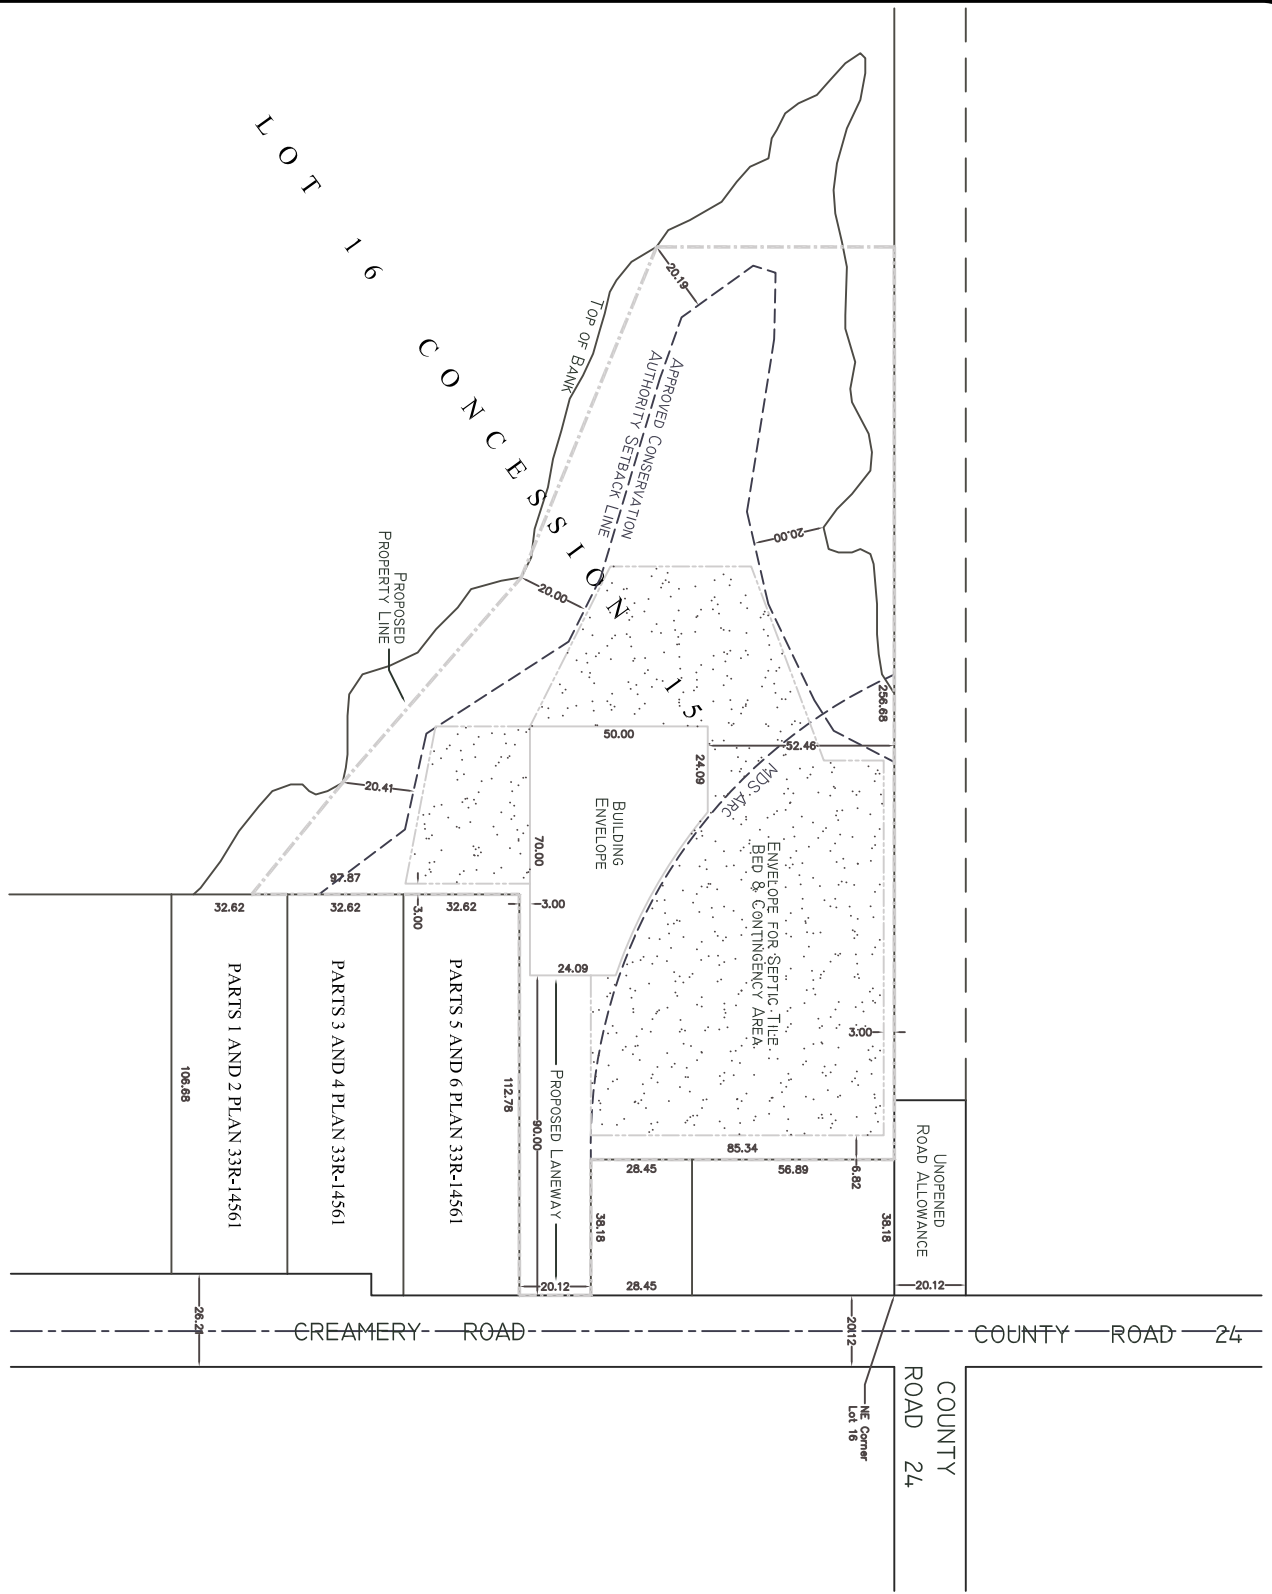 LOT 16 CONCESSION 15
20.19
TOP OF BANK
APPROVED CONSERVATION
AUTHORITY SETBACK LINE
20.00
20.00
PROPOSED
PROPERTY LINE
256.68
50.00
52.46
24.09
MDS ARC
20.41
BUILDING
ENVELOPE
70.00
ENVELOPE FOR SEPTIC TILE
BED & CONTINGENCY AREA
97.87
32.62
32.62
3.00
32.62
3.00
24.09
3.00
PARTS 1 AND 2 PLAN 33R-14561
PARTS 3 AND 4 PLAN 33R-14561
PARTS 5 AND 6 PLAN 33R-14561
106.68
112.78
90.00
PROPOSED LANEWAY
85.34
28.45
56.89
6.82
38.18
38.18
UNOPENED
ROAD ALLOWANCE
20.12
28.45
20.12
26.21
20.12
CREAMERY ROAD
COUNTY ROAD 24
NE Corner
Lot 16
COUNTY
ROAD 24